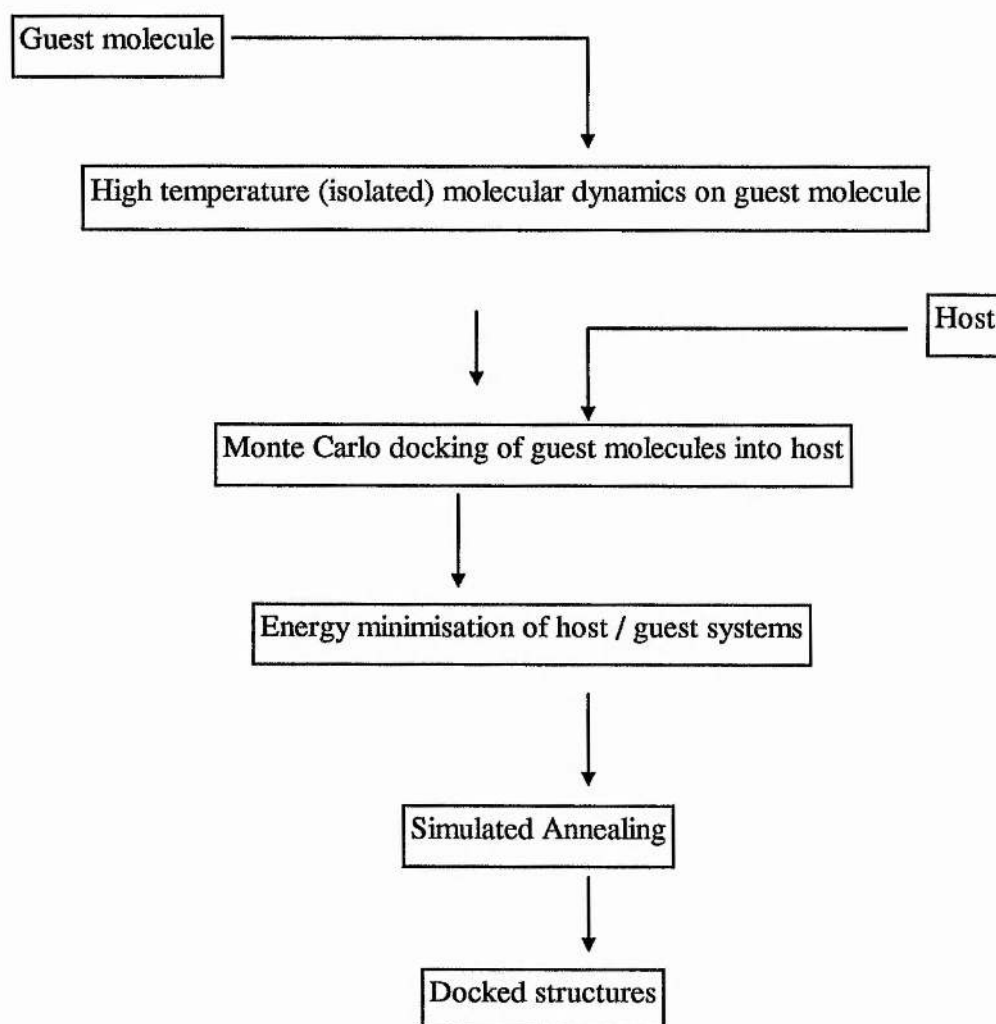 Guest molecule
High temperature (isolated) molecular dynamics on guest molecule
Host
Monte Carlo docking of guest molecules into host
Energy minimisation of host / guest systems
Simulated Annealing
Docked structures